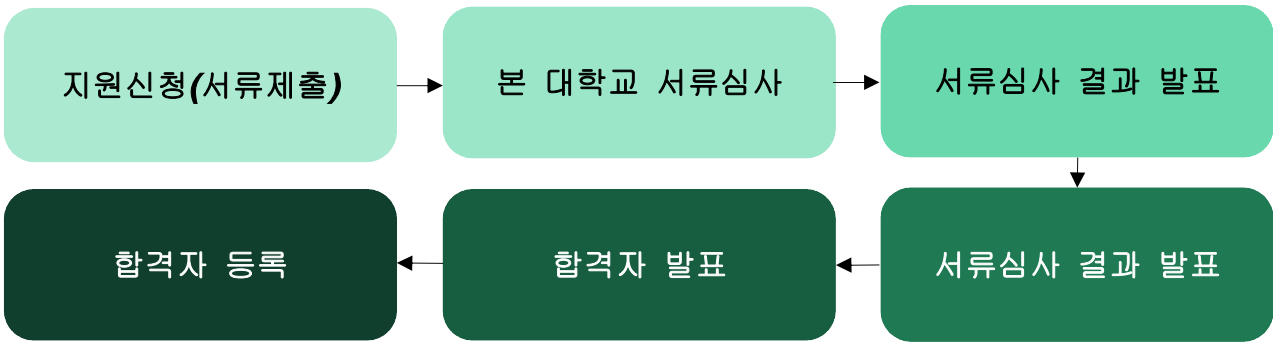 지원신청(서류제출)
본 대학교 서류심사
서류심사 결과 발표
서류심사 결과 발표
합격자 발표
합격자 등록